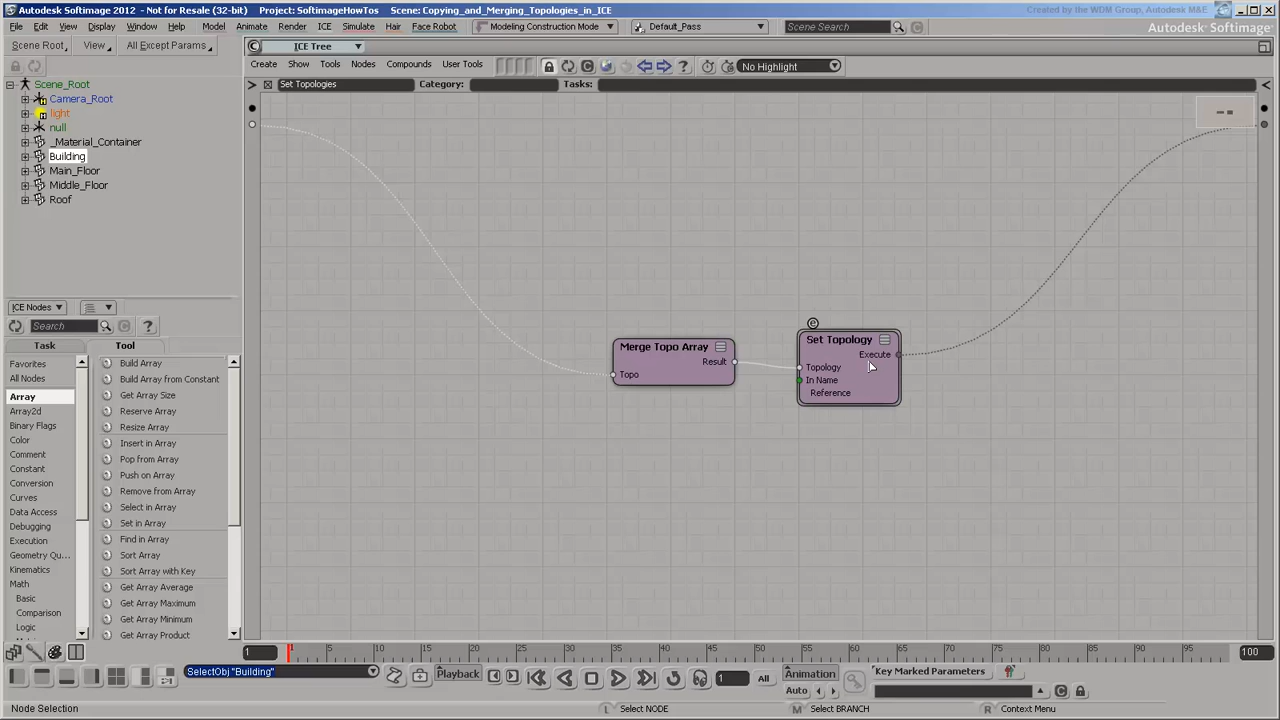 Autodesk Softimage 2012 - Not for Resale (32-bit) Project: SoftimageHowTos Scene: Copying_and_Merging_Topologies_in_ICE Created by the WDM Group, Autodesk M&E
File Edit View Display Window Help Model Animate Render ICE Simulate Hair Face Robot Modeling Construction Mode Default_Pass Scene Search Autodesk Softimage
Scene Root View All Except Params ICE Tree
Create Show Tools Nodes Compounds User Tools No Highlight
Set Topologies Category: Tasks:
Scene_Root
Camera_Root
light
null
_Material_Container
Building
Main_Floor
Middle_Floor
Roof
Merge Topo Array
Result
Topo
Set Topology
Execute
Topology
In Name
Reference
ICE Nodes
Search
Task Tool
Favorites
All Nodes
Array
Array2d
Binary Flags
Color
Comment
Constant
Conversion
Curves
Data Access
Debugging
Execution
Geometry Qu...
Kinematics
Math
Basic
Comparison
Logic
Build Array
Build Array from Constant
Get Array Size
Reserve Array
Resize Array
Insert in Array
Pop from Array
Push on Array
Remove from Array
Select in Array
Set in Array
Find in Array
Sort Array
Sort Array with Key
Get Array Average
Get Array Maximum
Get Array Minimum
Get Array Product
1 1 5 10 15 20 25 30 35 40 45 50 55 60 65 70 75 80 85 90 95 100
SelectObj "Building" Playback 1 All Animation Key Marked Parameters
Auto
Node Selection L Select NODE M Select BRANCH R Context Menu